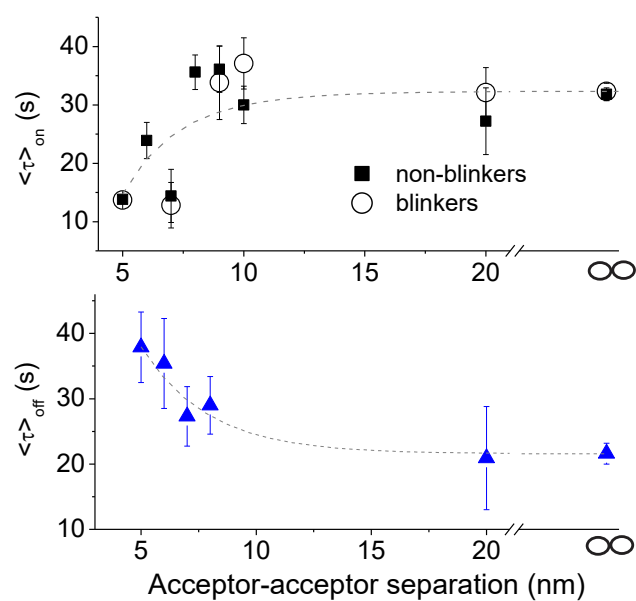 40
30
20
10
<τ>on (s)
non-blinkers
blinkers
5 10 15 20 ∞
40
30
20
10
<τ>off (s)
5 10 15 20 ∞
Acceptor-acceptor separation (nm)